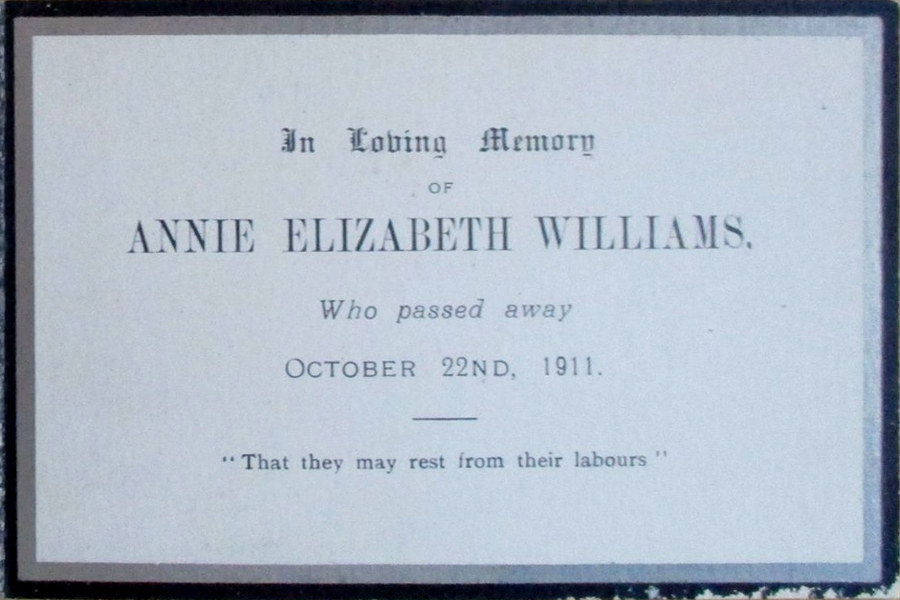 In Loving Memory
OF
ANNIE ELIZABETH WILLIAMS.
Who passed away
OCTOBER 22ND, 1911.
"That they may rest from their labours"